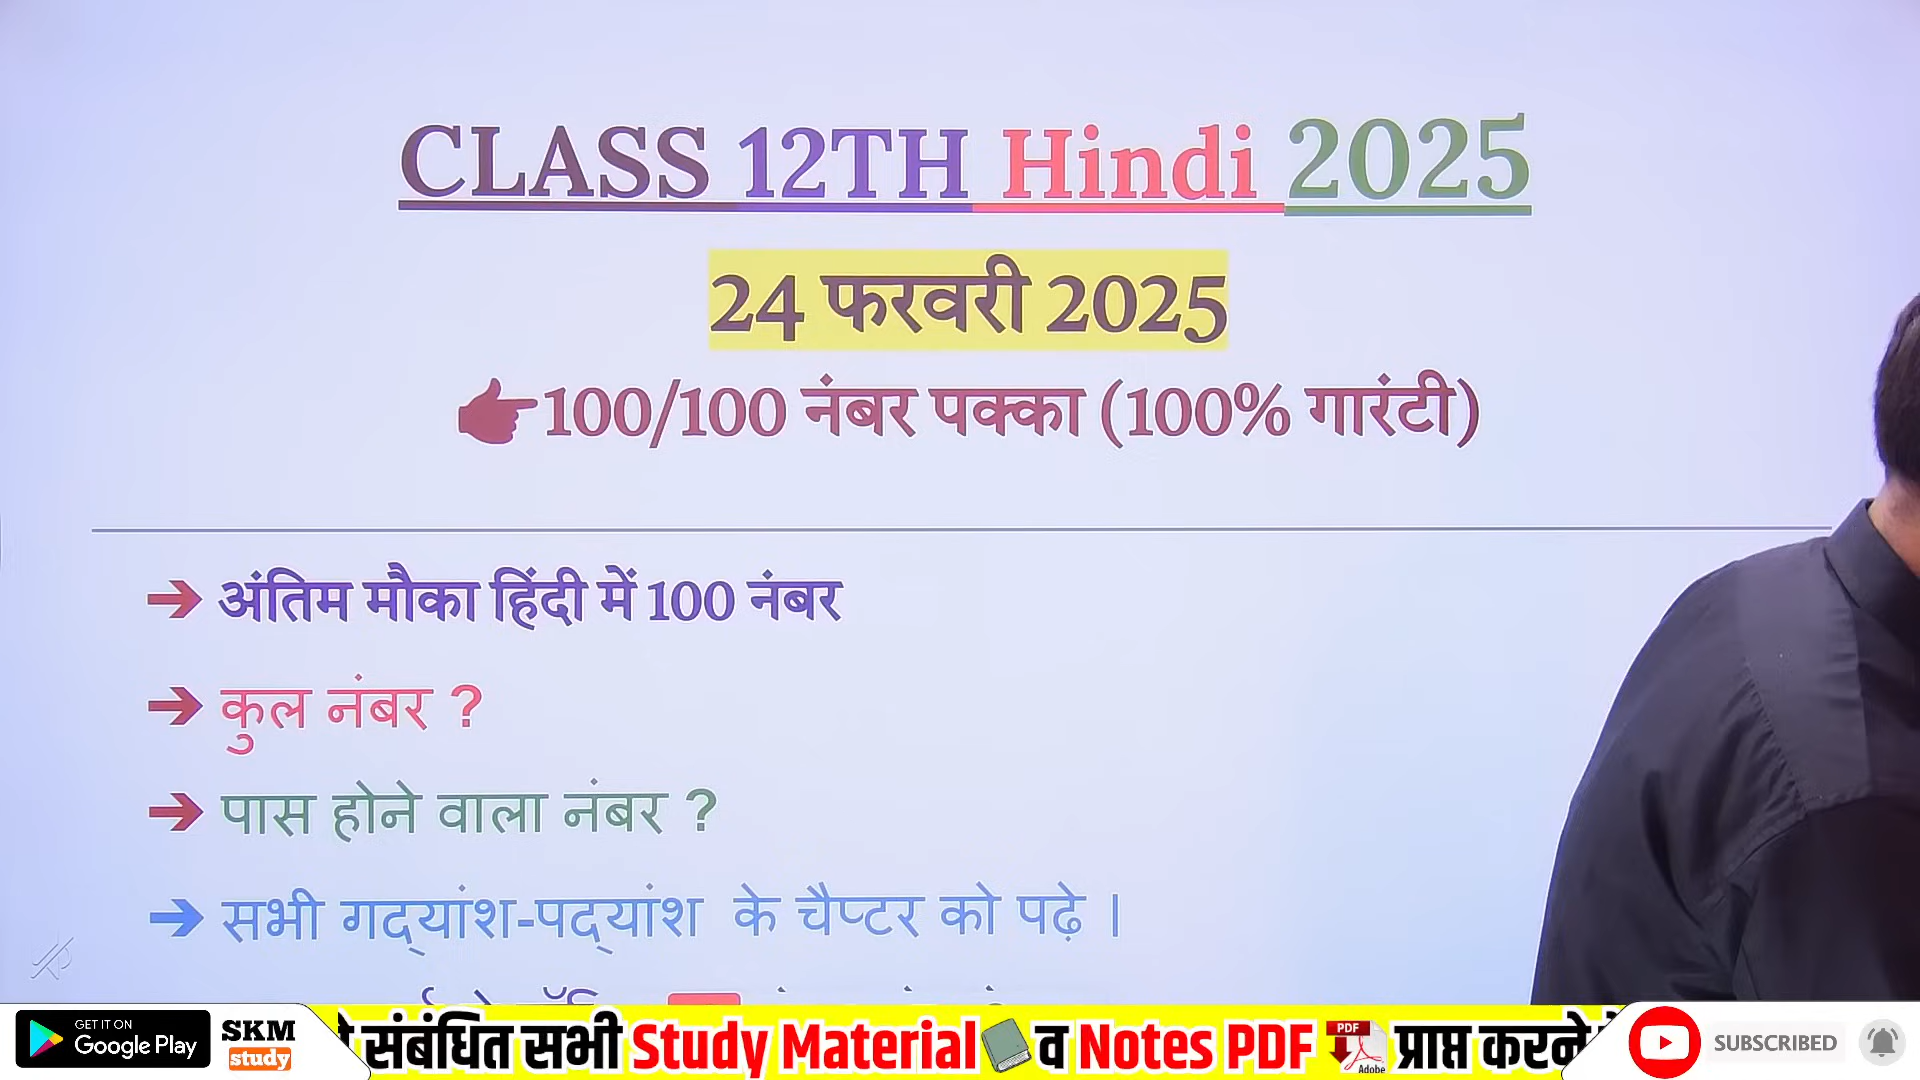 CLASS 12TH Hindi 2025
24 फरवरी 2025
100/100 नंबर पक्का (100% गारंटी)
अंतिम मौका हिंदी में 100 नंबर
कुल नंबर ?
पास होने वाला नंबर ?
सभी गद्यांश-पद्यांश के चैप्टर को पढ़े ।
GET IT ON
Google Play
SKM
study
संबंधित सभी Study Material व Notes PDF PDF Adobe प्राप्त करने
SUBSCRIBED